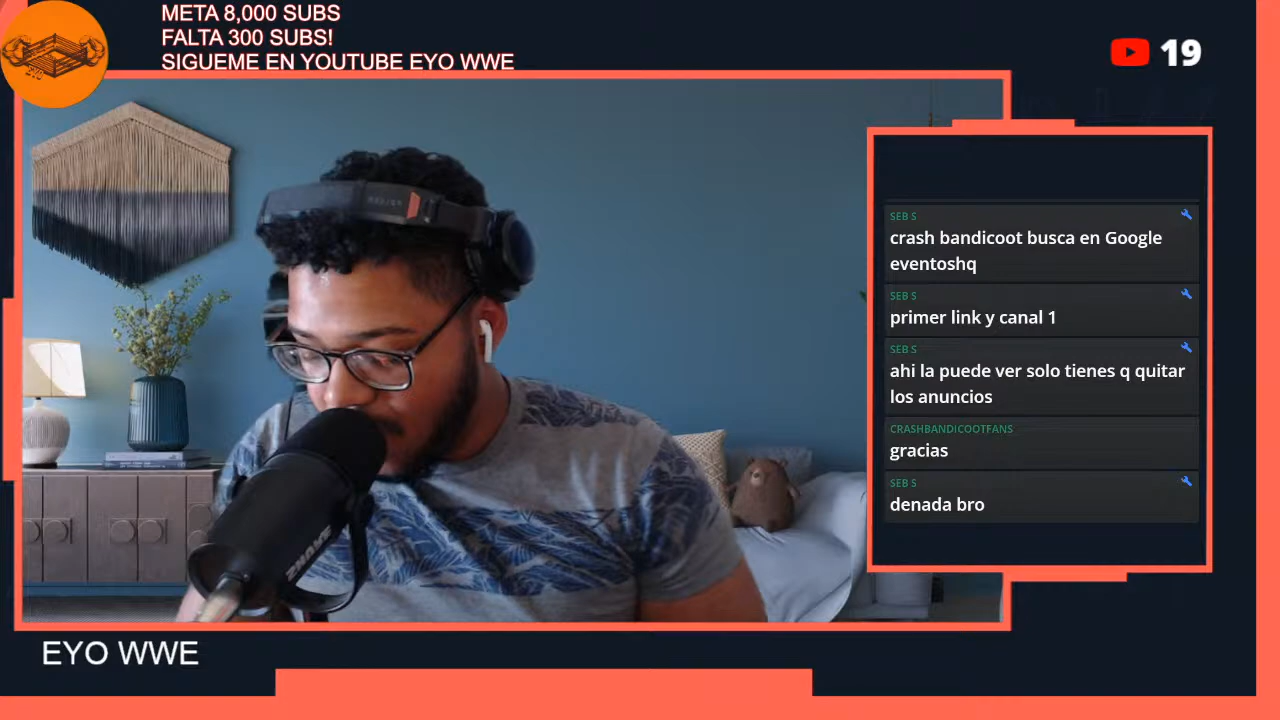 META 8,000 SUBS
FALTA 300 SUBS!
SIGUEME EN YOUTUBE EYO WWE
19
SEB S
crash bandicoot busca en Google
eventoshq
SEB S
primer link y canal 1
SEB S
ahi la puede ver solo tienes q quitar
los anuncios
CRASHBANDICOOTFANS
gracias
SEB S
denada bro
EYO WWE